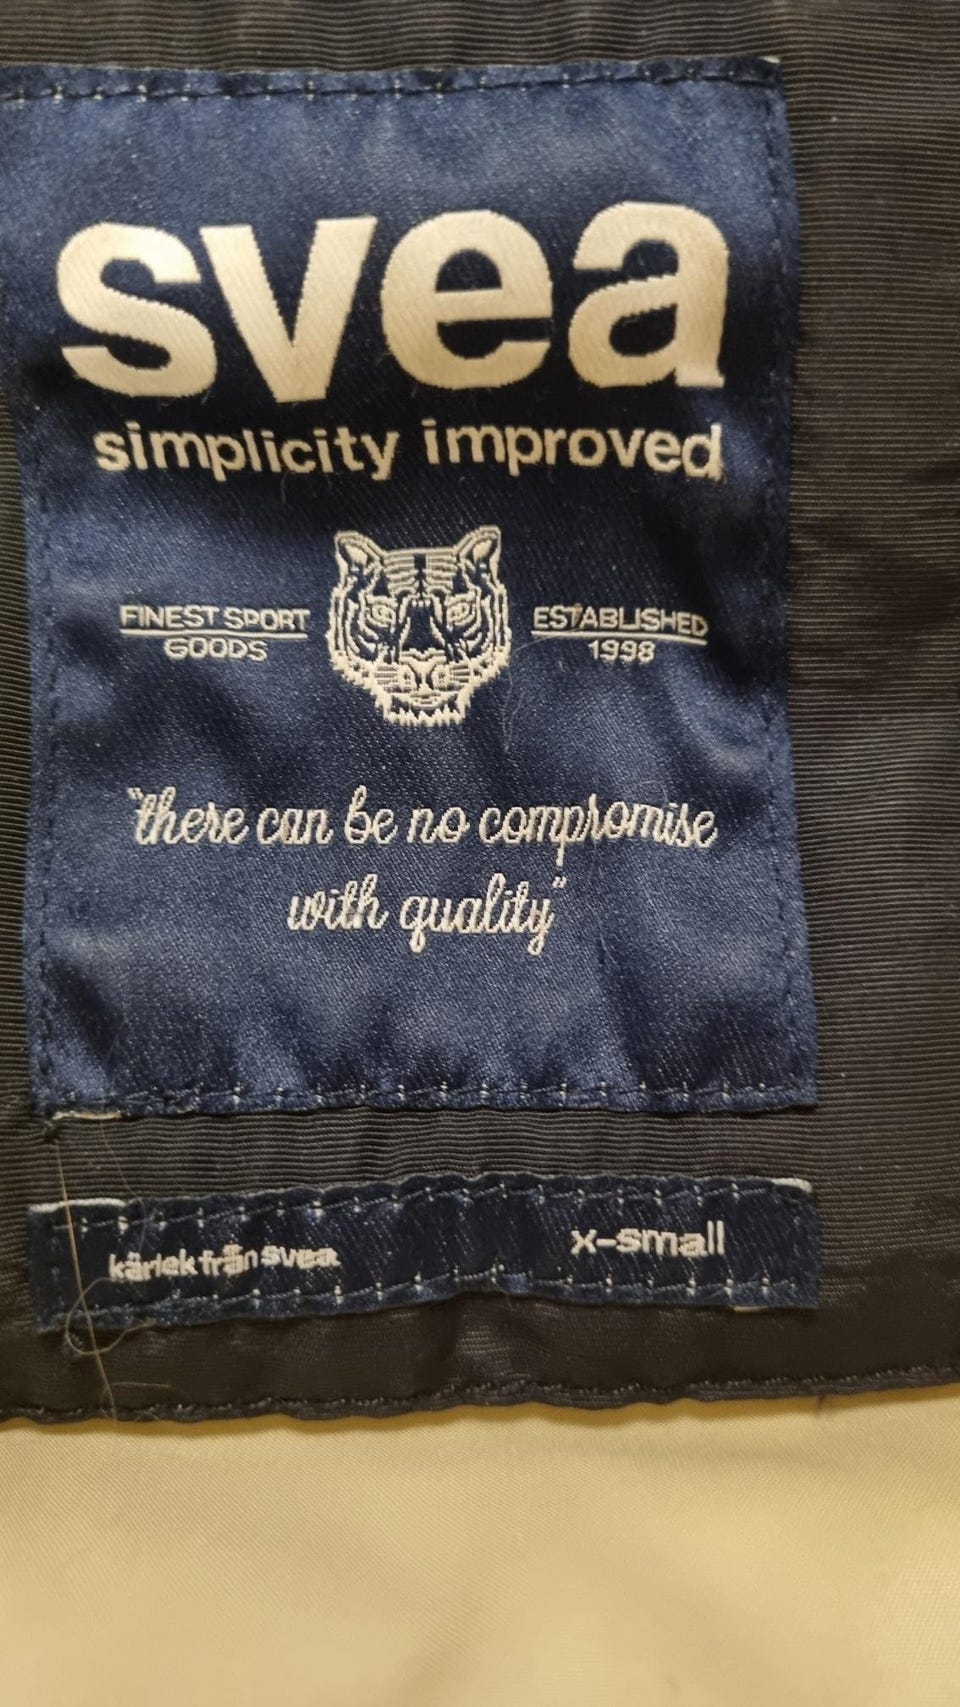 svea
simplicity improved
FINEST SPORT
GOODS
ESTABLISHED
1998
"there can be no compromise
with quality"
kärlek från svea
x-small